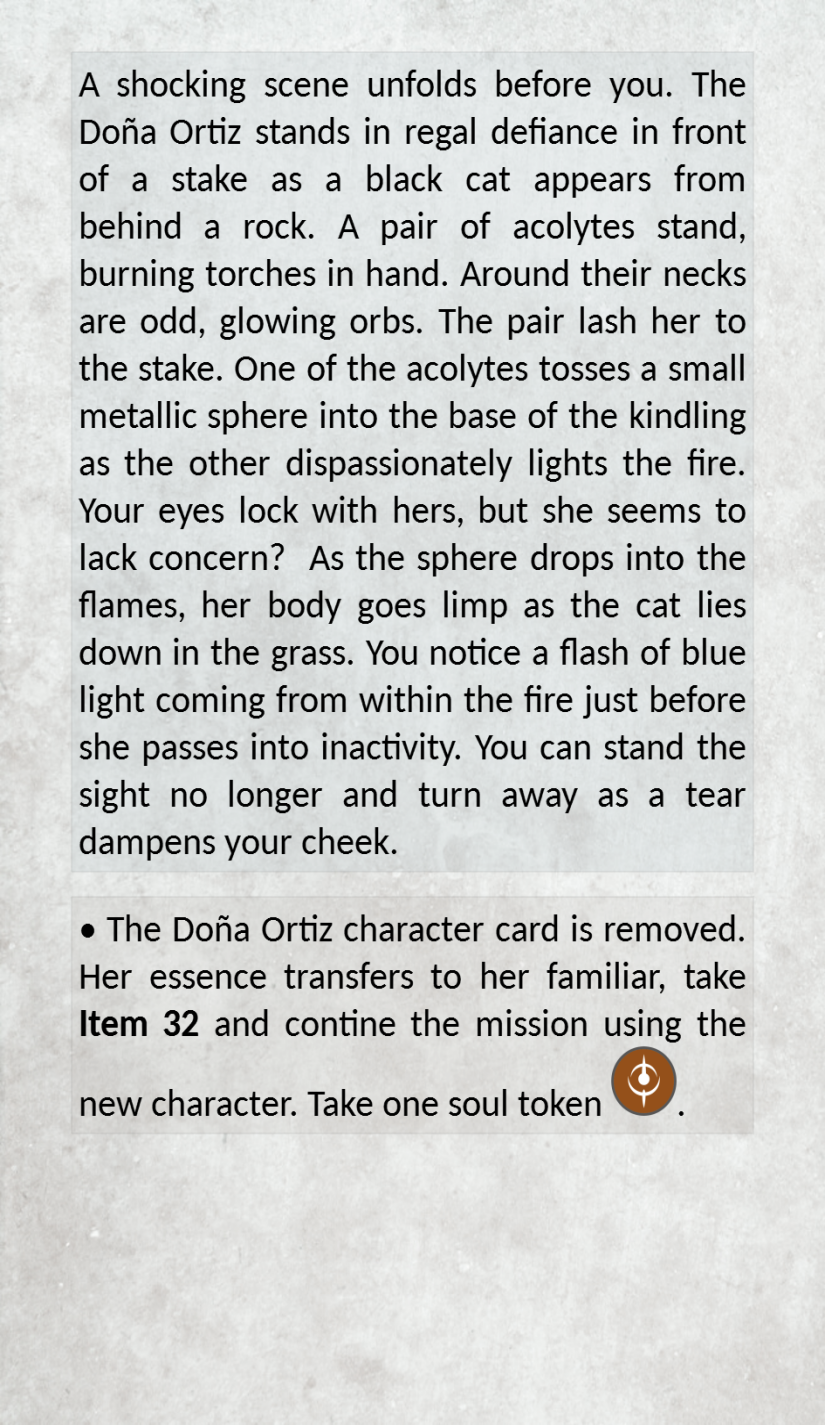 A shocking scene unfolds before you. The
Doña Ortiz stands in regal defiance in front
of a stake as a black cat appears from
behind a rock. A pair of acolytes stand,
burning torches in hand. Around their necks
are odd, glowing orbs. The pair lash her to
the stake. One of the acolytes tosses a small
metallic sphere into the base of the kindling
as the other dispassionately lights the fire.
Your eyes lock with hers, but she seems to
lack concern?  As the sphere drops into the
flames, her body goes limp as the cat lies
down in the grass. You notice a flash of blue
light coming from within the fire just before
she passes into inactivity. You can stand the
sight no longer and turn away as a tear
dampens your cheek.
• The Doña Ortiz character card is removed.
Her essence transfers to her familiar, take
Item 32 and contine the mission using the
new character. Take one soul token .